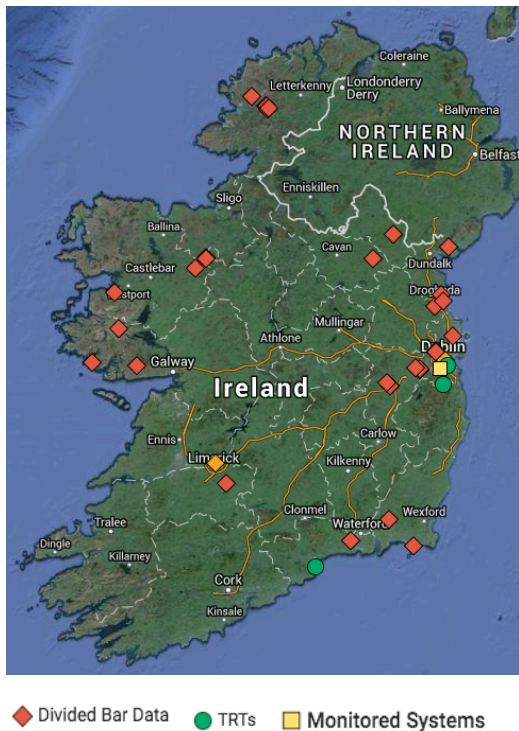 Coleraine
Letterkenny
Londonderry
Derry
Ballymena
NORTHERN
IRELAND
Belfast
Enniskillen
Sligo
Ballina
Cavan
Dundalk
Castlebar
Westport
Drogheda
Mullingar
Athlone
Dublin
Galway
Ireland
Ennis
Carlow
Limerick
Kilkenny
Clonmel
Wexford
Tralee
Waterford
Dingle
Killarney
Cork
Kinsale
Divided Bar Data TRTs Monitored Systems